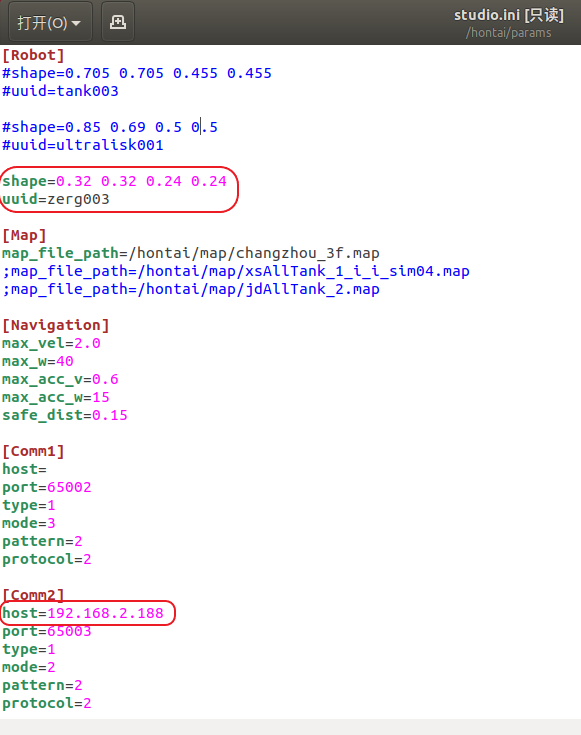 打开(O)
studio.ini [只读]
/hontai/params
[Robot]
#shape=0.705 0.705 0.455 0.455
#uuid=tank003
#shape=0.85 0.69 0.5 0.5
#uuid=ultralisk001
shape=0.32 0.32 0.24 0.24
uuid=zerg003
[Map]
map_file_path=/hontai/map/changzhou_3f.map
;map_file_path=/hontai/map/xsAllTank_1_i_i_sim04.map
;map_file_path=/hontai/map/jdAllTank_2.map
[Navigation]
max_vel=2.0
max_w=40
max_acc_v=0.6
max_acc_w=15
safe_dist=0.15
[Comm1]
host=
port=65002
type=1
mode=3
pattern=2
protocol=2
[Comm2]
host=192.168.2.188
port=65003
type=1
mode=2
pattern=2
protocol=2